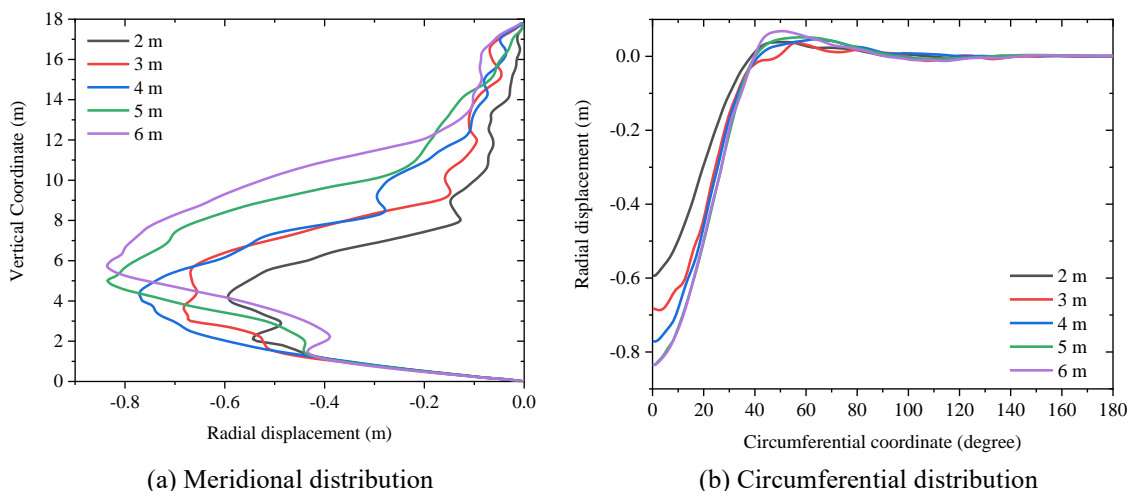 18
16
14
12
10
8
6
4
2
0
Vertical Coordinate (m)
2 m
3 m
4 m
5 m
6 m
-0.8
-0.6
-0.4
-0.2
0.0
Radial displacement (m)
(a) Meridional distribution
0.0
-0.2
-0.4
-0.6
-0.8
Radial displacement (m)
2 m
3 m
4 m
5 m
6 m
0
20
40
60
80
100
120
140
160
180
Circumferential coordinate (degree)
(b) Circumferential distribution